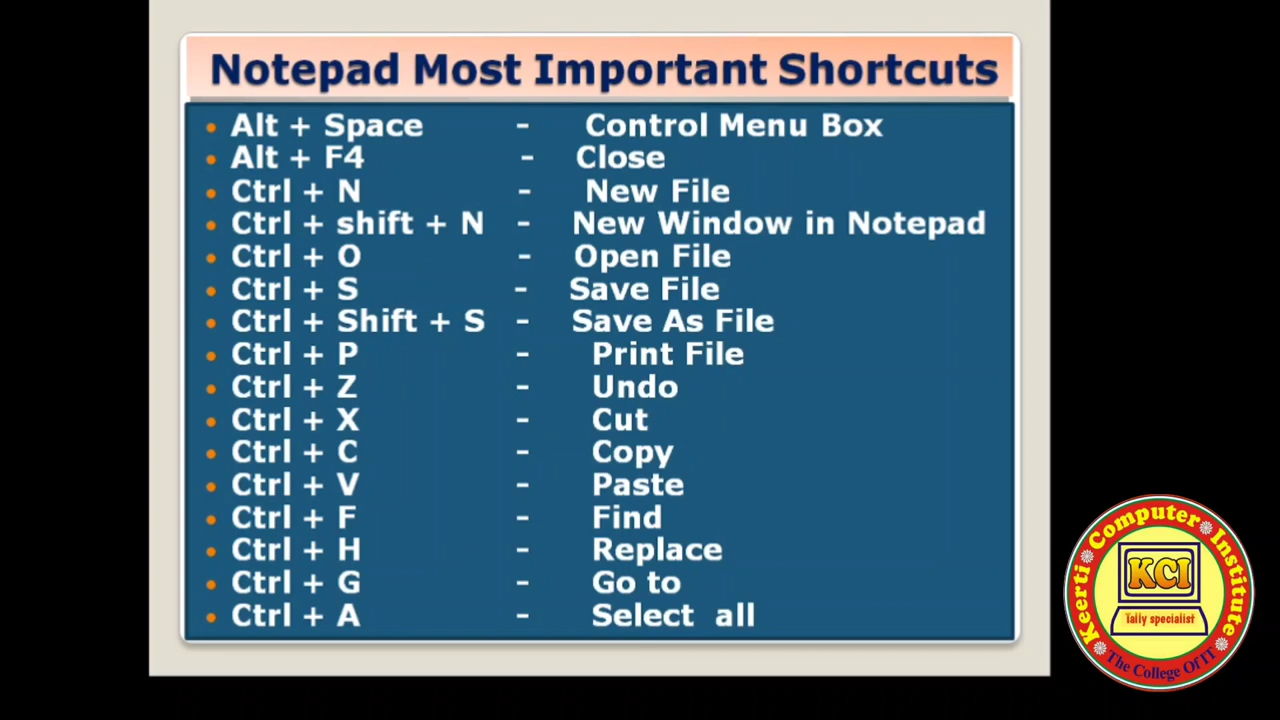 Notepad Most Important Shortcuts
• Alt + Space - Control Menu Box
• Alt + F4 - Close
• Ctrl + N - New File
• Ctrl + shift + N - New Window in Notepad
• Ctrl + O - Open File
• Ctrl + S - Save File
• Ctrl + Shift + S - Save As File
• Ctrl + P - Print File
• Ctrl + Z - Undo
• Ctrl + X - Cut
• Ctrl + C - Copy
• Ctrl + V - Paste
• Ctrl + F - Find
• Ctrl + H - Replace
• Ctrl + G - Go to
• Ctrl + A - Select all
Keerti Computer Institute
KCI
Tally specialist
The College Of IT